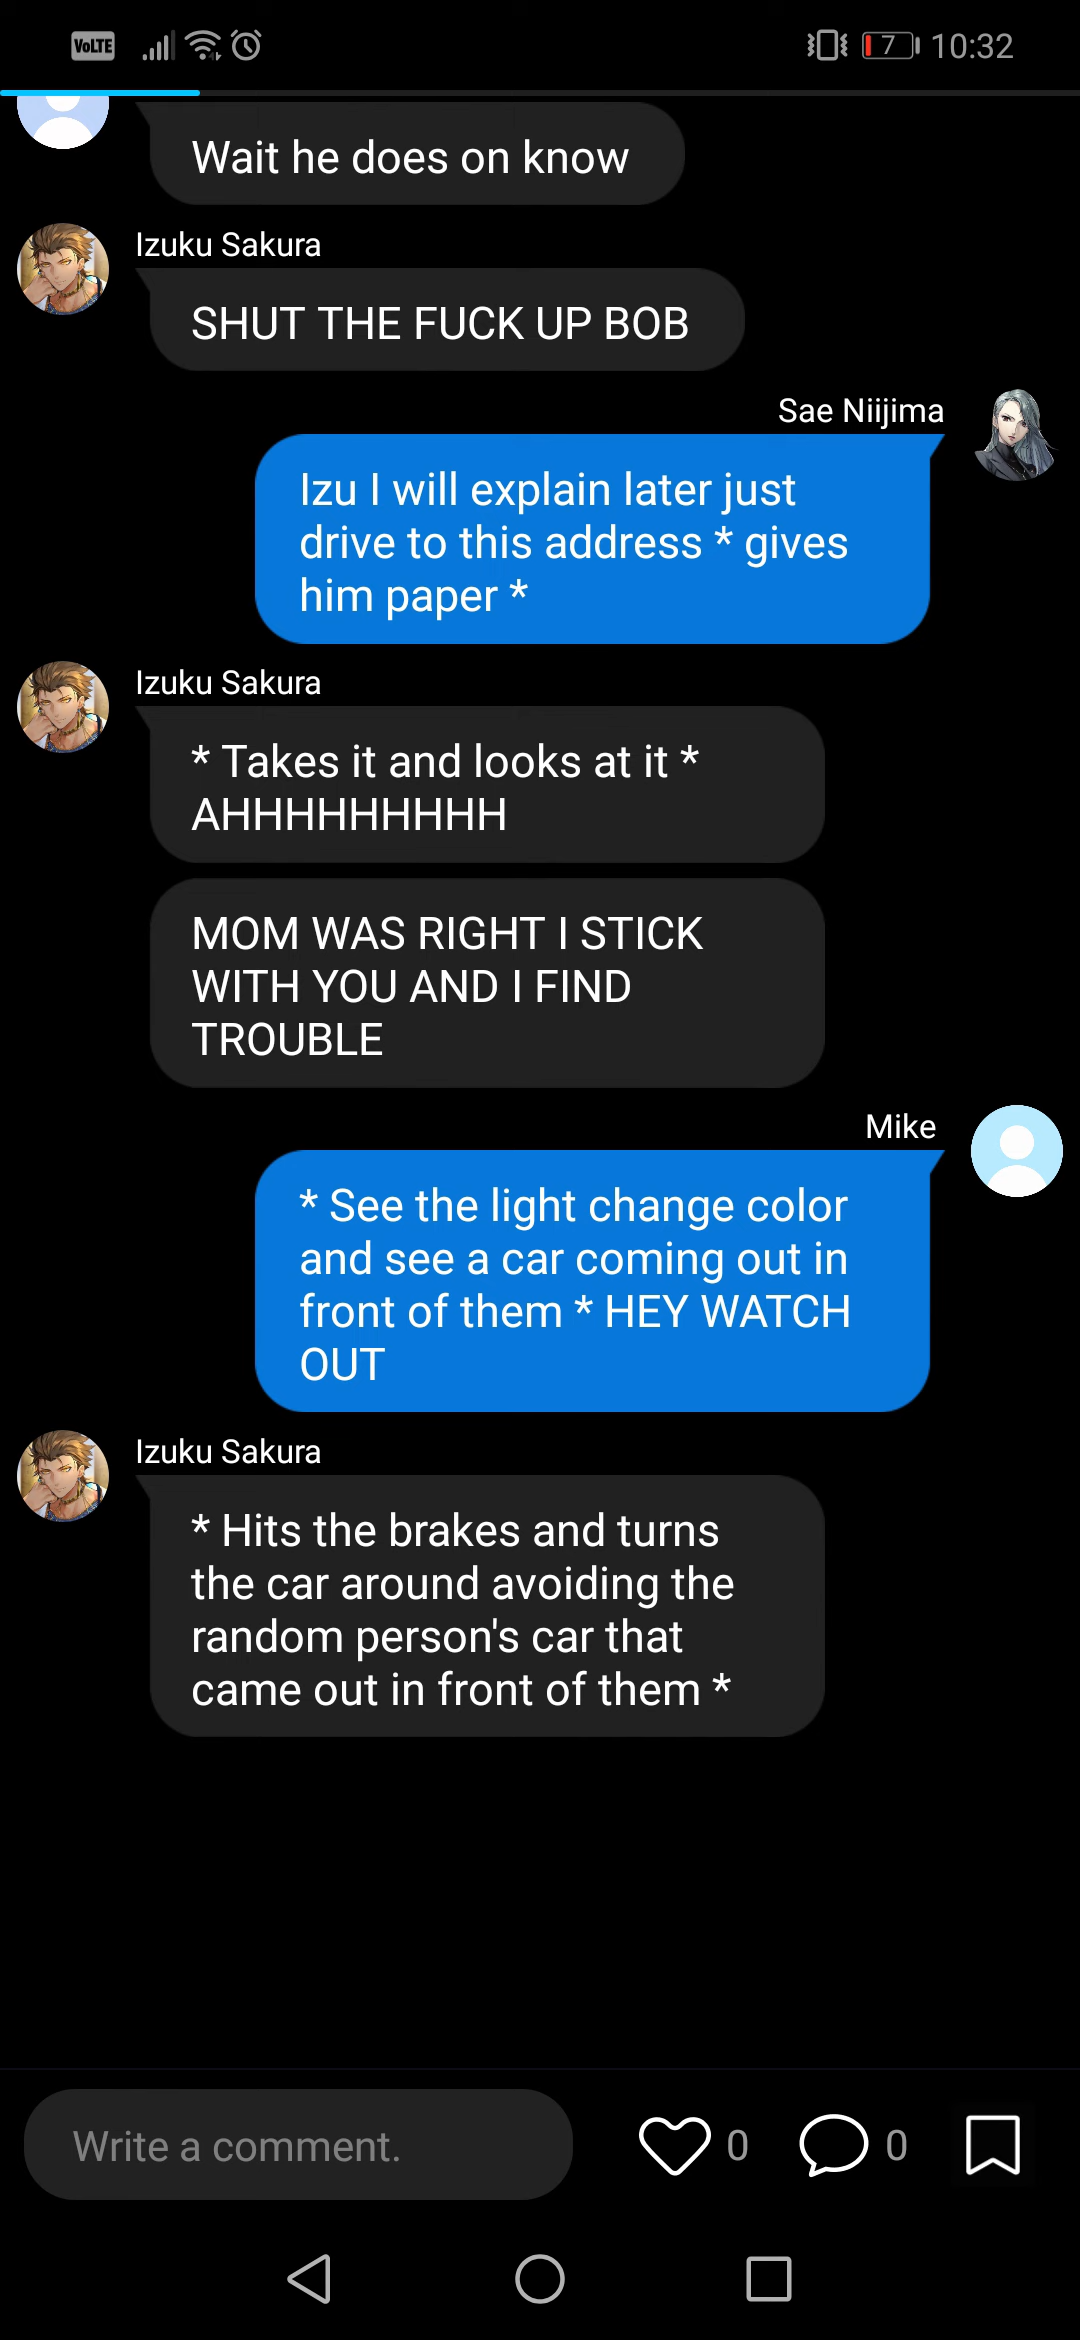 VoLTE 7 10:32
Wait he does on know
Izuku Sakura
SHUT THE FUCK UP BOB
Sae Niijima
Izu I will explain later just
drive to this address * gives
him paper *
Izuku Sakura
* Takes it and looks at it *
AHHHHHHHHH
MOM WAS RIGHT I STICK
WITH YOU AND I FIND
TROUBLE
Mike
* See the light change color
and see a car coming out in
front of them * HEY WATCH
OUT
Izuku Sakura
* Hits the brakes and turns
the car around avoiding the
random person's car that
came out in front of them *
Write a comment. 0 0